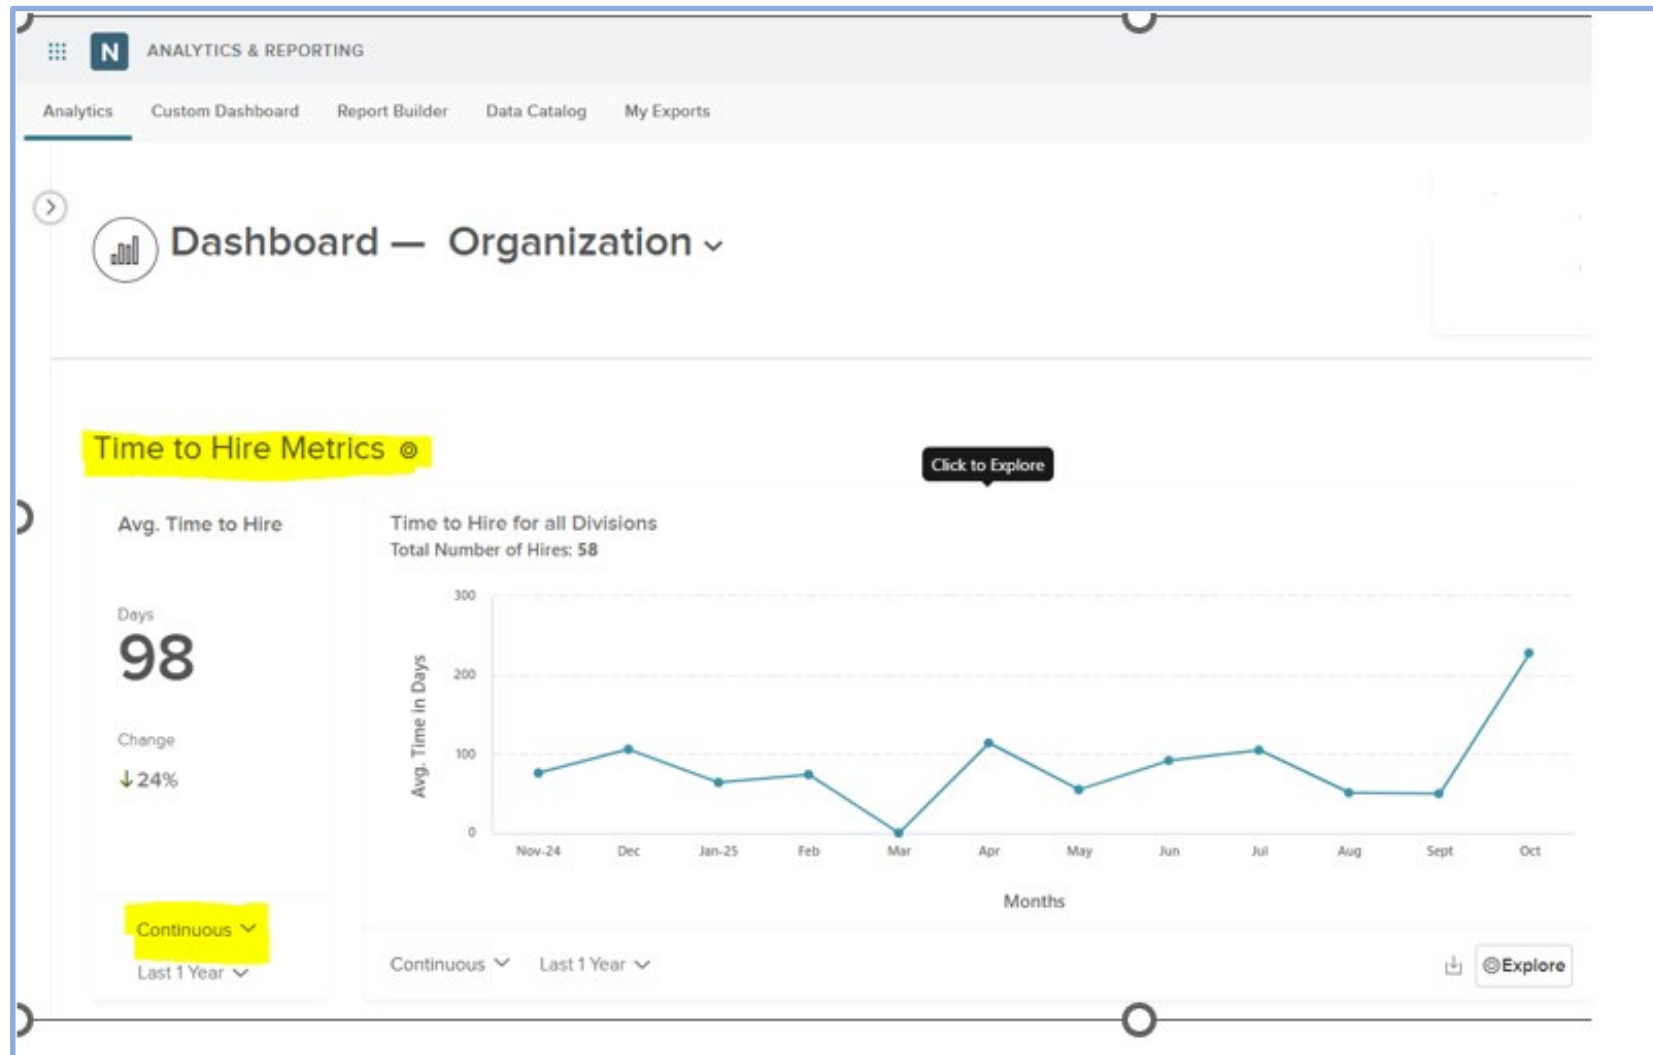 N ANALYTICS & REPORTING
Analytics Custom Dashboard Report Builder Data Catalog My Exports
Dashboard — Organization
Time to Hire Metrics
Click to Explore
Avg. Time to Hire
Days
98
Change
↓24%
Continuous
Last 1 Year
Time to Hire for all Divisions
Total Number of Hires: 58
Avg. Time in Days
300
200
100
0
Nov-24 Dec Jan-25 Feb Mar Apr May Jun Jul Aug Sept Oct
Months
Continuous Last 1 Year Explore